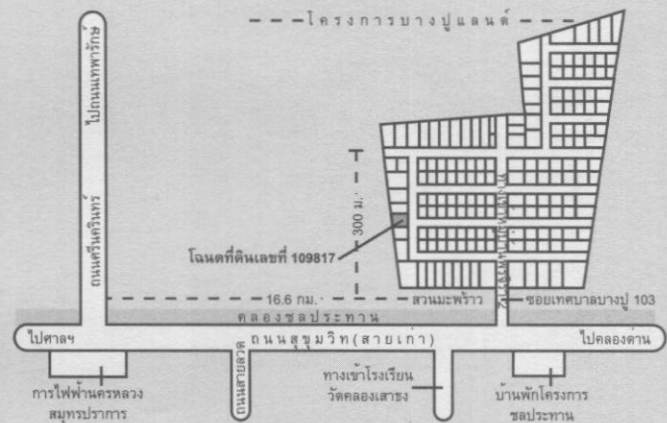 โครงการบางปูแลนด์
ไปถนนเทพารักษ์
ถนนศรีนครินทร์
300 ม.
โฉนดที่ดินเลขที่ 109817
16.6 กม.
สวนมะพร้าว
ซอยเทศบาลบางปู 103
คลองชลประทาน
ไปศาลฯ
ถนนสุขุมวิท(สายเก่า)
ไปคลองด่าน
การไฟฟ้านครหลวง
สมุทรปราการ
ถนนสายลวด
ทางเข้าโรงเรียน
วัดคลองเสาธง
บ้านพักโครงการ
ชลประทาน